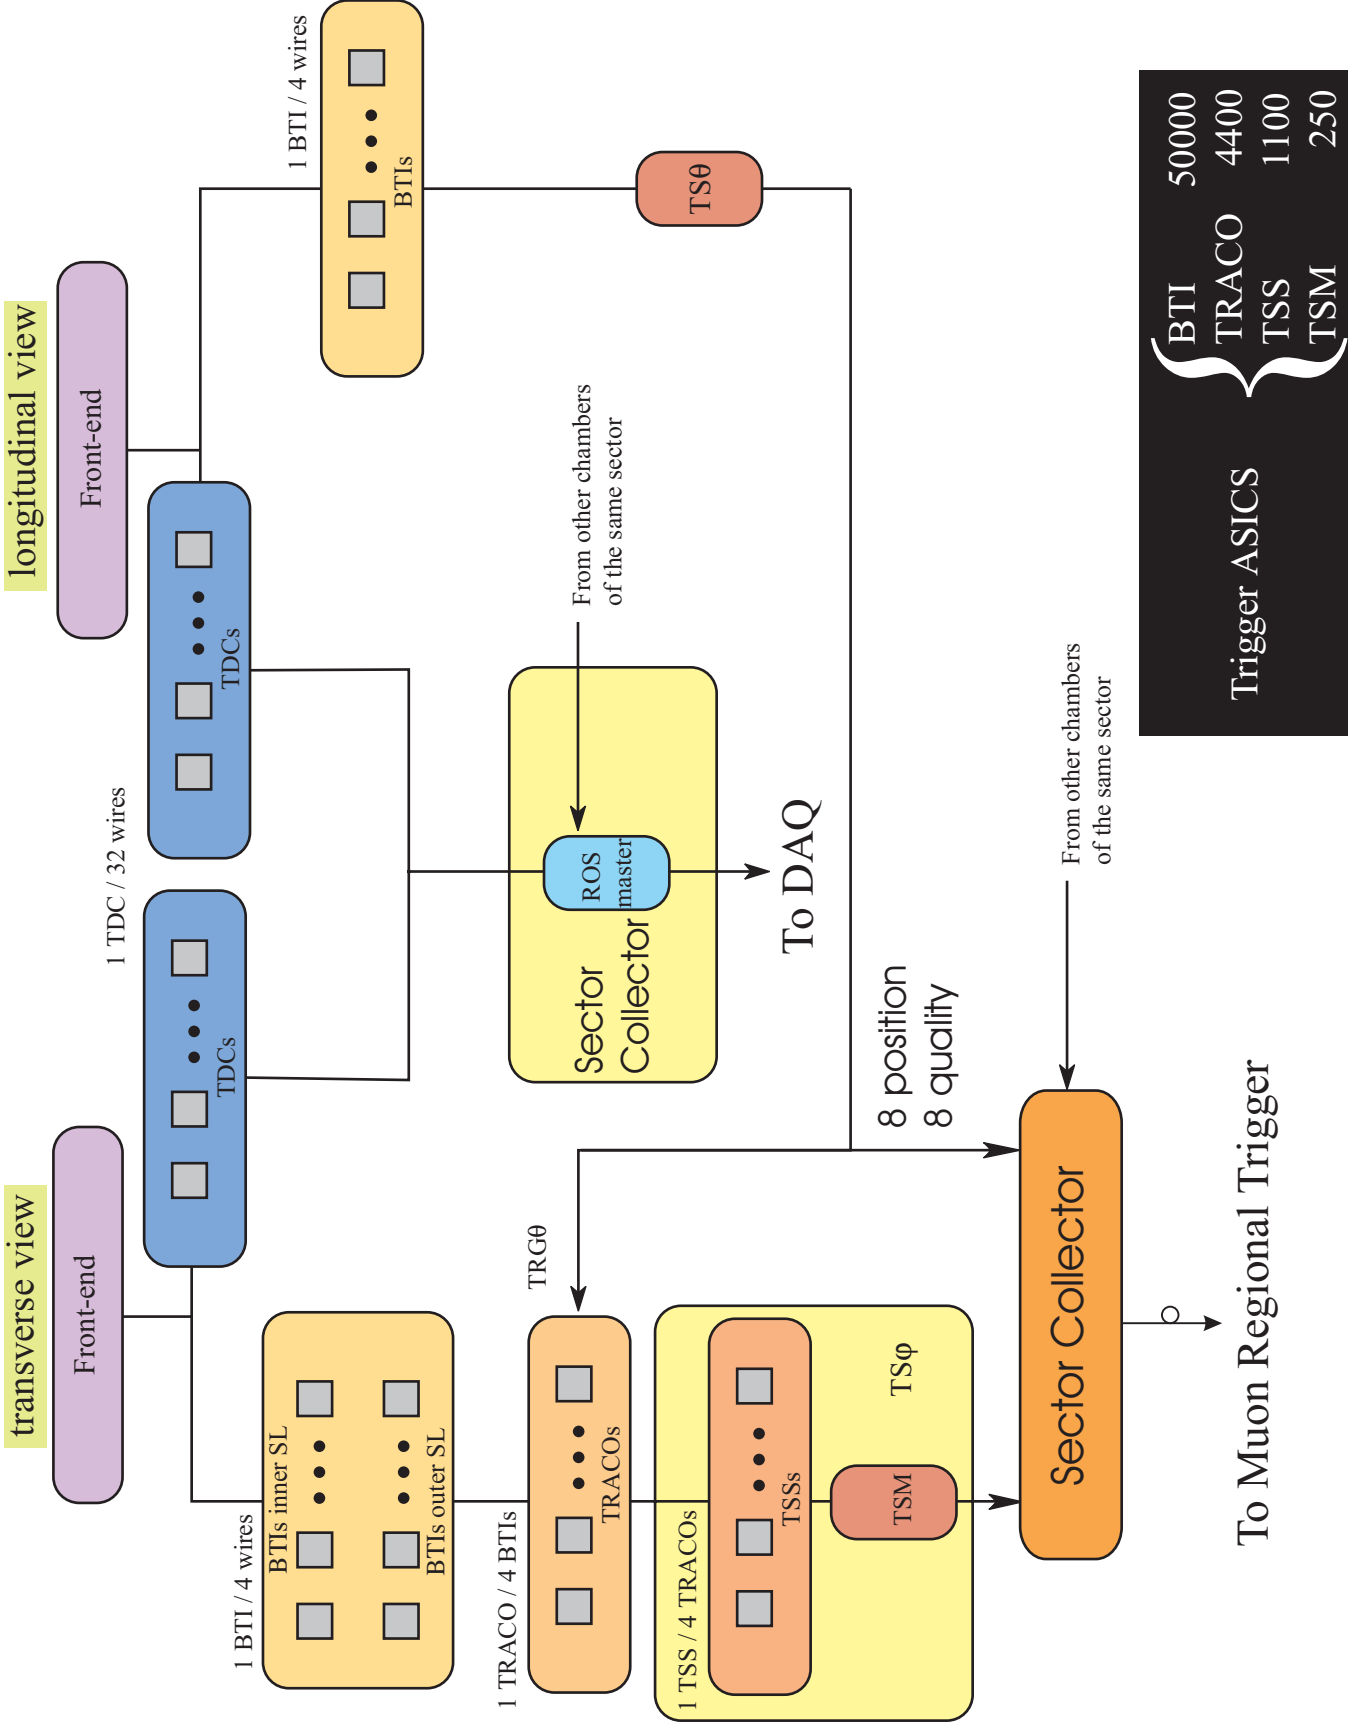 transverse view
longitudinal view
Front-end
Front-end
1 TDC / 32 wires
TDCs
TDCs
1 BTI / 4 wires
1 BTI / 4 wires
BTIs inner SL
BTIs outer SL
BTIs
1 TRACO / 4 BTIs
TRACOs
TRGθ
Sector
Collector
ROS
master
From other chambers
of the same sector
To DAQ
TSθ
1 TSS / 4 TRACOs
TSSs
TSM
TSφ
8 position
8 quality
Sector Collector
From other chambers
of the same sector
To Muon Regional Trigger
Trigger ASICS
BTI 50000
TRACO 4400
TSS 1100
TSM 250